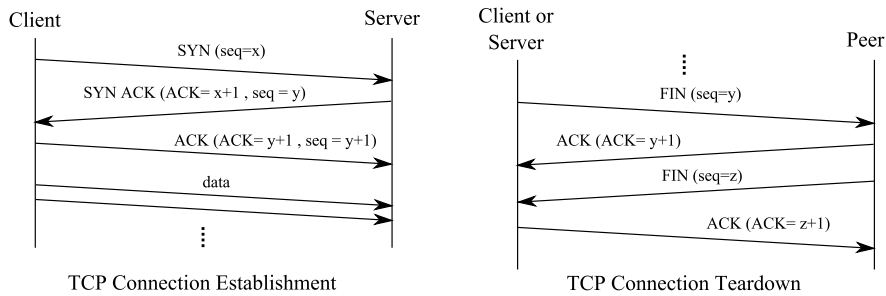 Client
Server
SYN (seq=x)
SYN ACK (ACK= x+1 , seq = y)
ACK (ACK= y+1 , seq = y+1)
data
TCP Connection Establishment
Client or
Server
Peer
FIN (seq=y)
ACK (ACK= y+1)
FIN (seq=z)
ACK (ACK= z+1)
TCP Connection Teardown